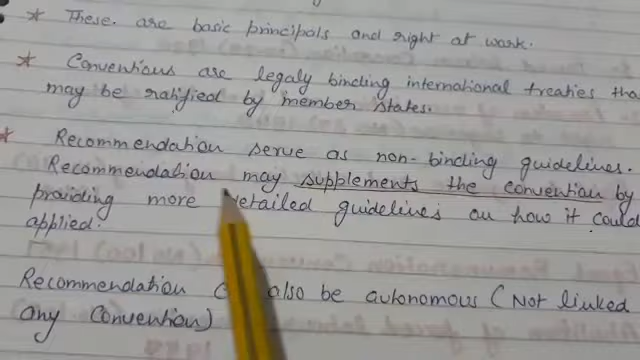 * These. are basic principals and right at work.
* Conventions are legaly binding international treaties tha
may be ratified by member States.
* Recommendation serve as non-binding guidelines.
Recommendation may supplements the convention by
providing more detailed guidelines on how it could
applied.
Recommendation also be autonomous (Not linked
any Convention)